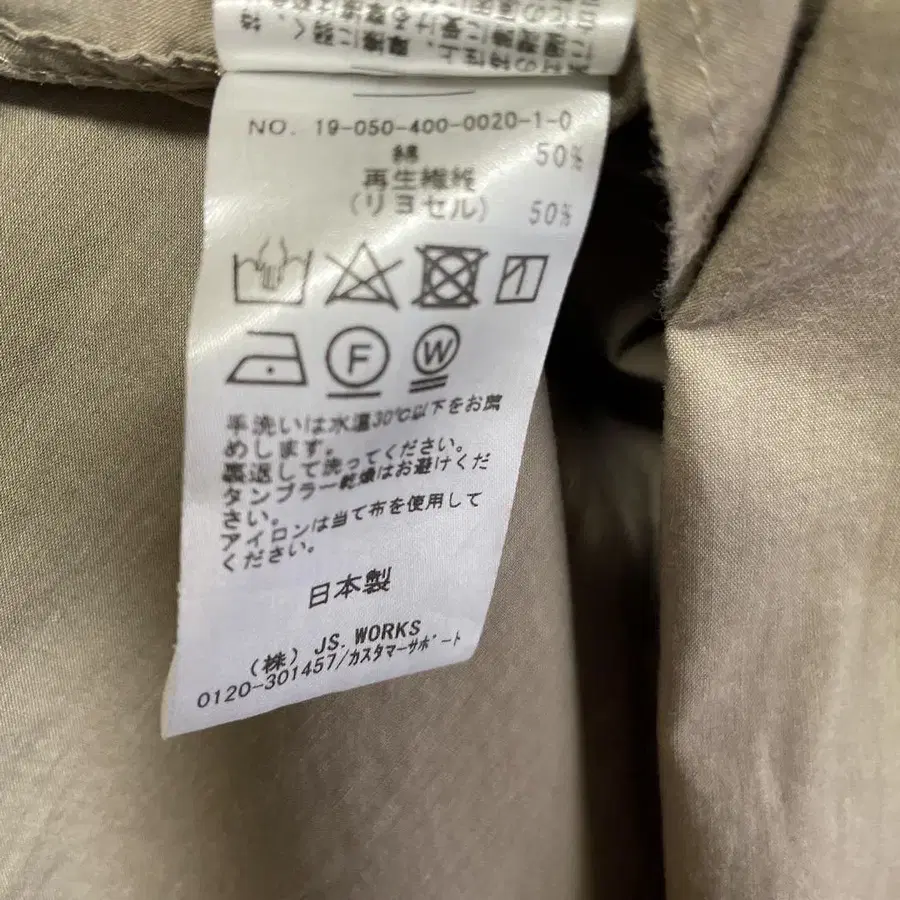 NO. 19-050-400-0020-1-0
綿 50%
再生繊維
(リヨセル) 50%
F
W
手洗いは水温30℃以下をお薦
めします。
裏返して洗ってください。
タンブラー乾燥はお避けくだ
さい。
アイロンは当て布を使用して
ください。
日本製
(株) JS.WORKS
0120-301457/カスタマーサポート